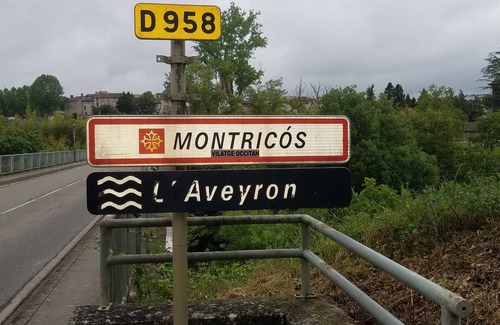 D 958
MONTRICÓS
VILATGE OCCITAN
L'Aveyron